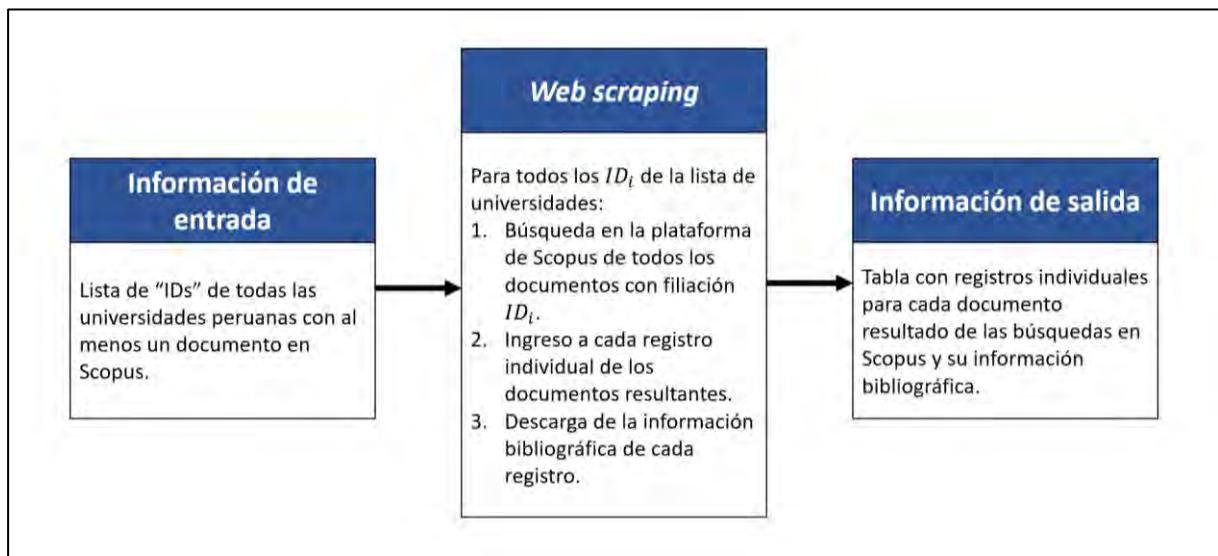 Información de
entrada
Lista de “IDs” de todas las
universidades peruanas con al
menos un documento en
Scopus.
Web scraping
Para todos los IDᵢ de la lista de
universidades:
1. Búsqueda en la plataforma
de Scopus de todos los
documentos con filiación
IDᵢ.
2. Ingreso a cada registro
individual de los
documentos resultantes.
3. Descarga de la información
bibliográfica de cada
registro.
Información de salida
Tabla con registros individuales
para cada documento
resultado de las búsquedas en
Scopus y su información
bibliográfica.